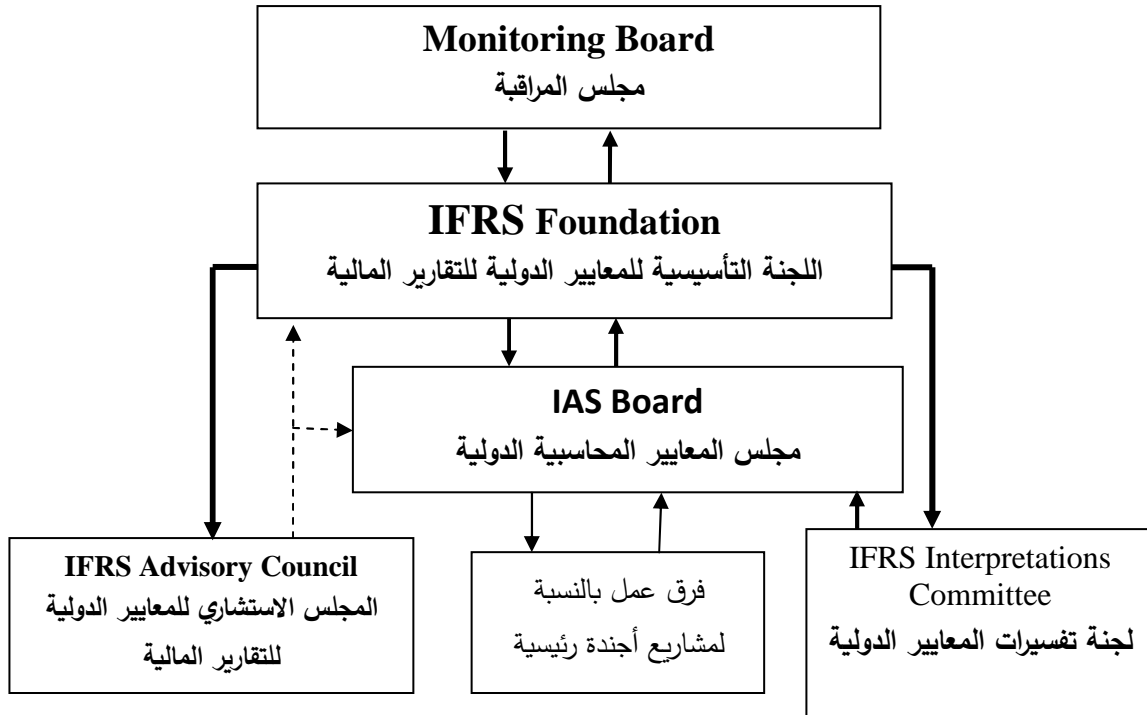 Monitoring Board
مجلس المراقبة
IFRS Foundation
اللجنة التأسيسية للمعايير الدولية للتقارير المالية
IAS Board
مجلس المعايير المحاسبية الدولية
IFRS Advisory Council
المجلس الاستشاري للمعايير الدولية
للتقارير المالية
فرق عمل بالنسبة
لمشاريع أجندة رئيسية
IFRS Interpretations
Committee
لجنة تفسيرات المعايير الدولية